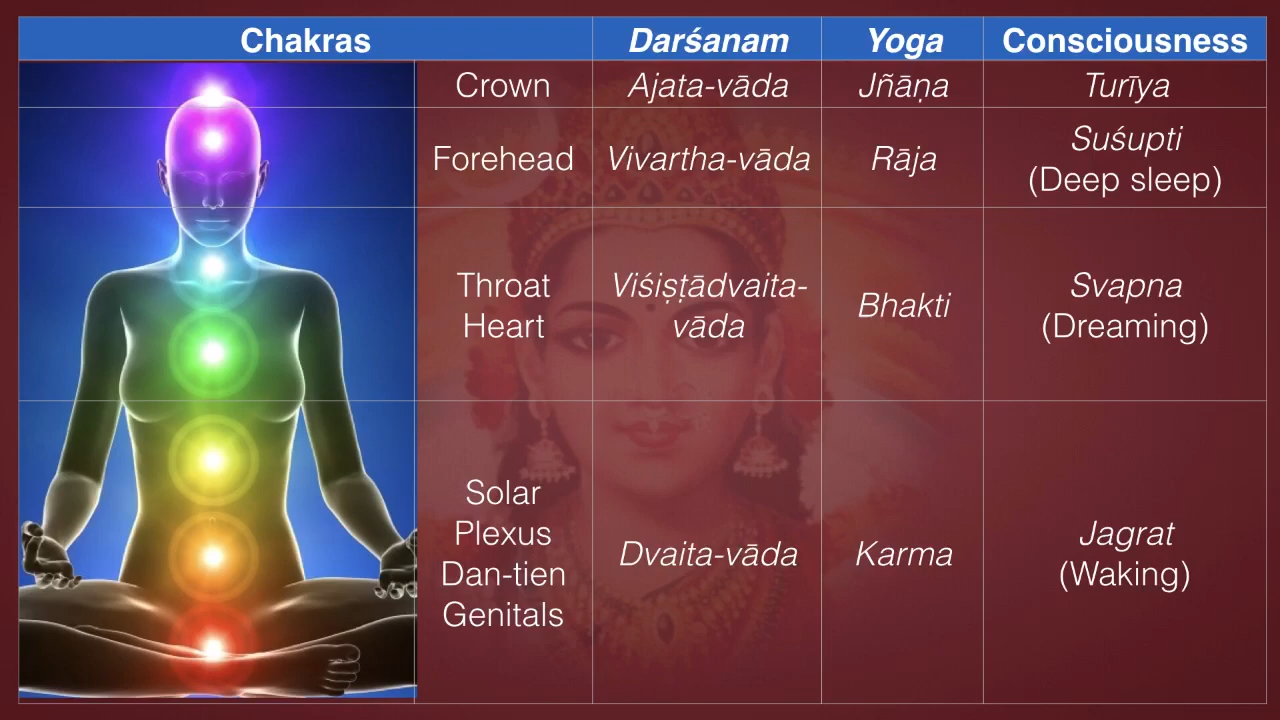 Chakras Darśanam Yoga Consciousness
Crown Ajata-vāda Jñāṇa Turīya
Forehead Vivartha-vāda Rāja Suśupti
(Deep sleep)
Throat
Heart
Viśiṣṭādvaita-
vāda
Bhakti
Svapna
(Dreaming)
Solar
Plexus
Dan-tien
Genitals
Dvaita-vāda
Karma
Jagrat
(Waking)